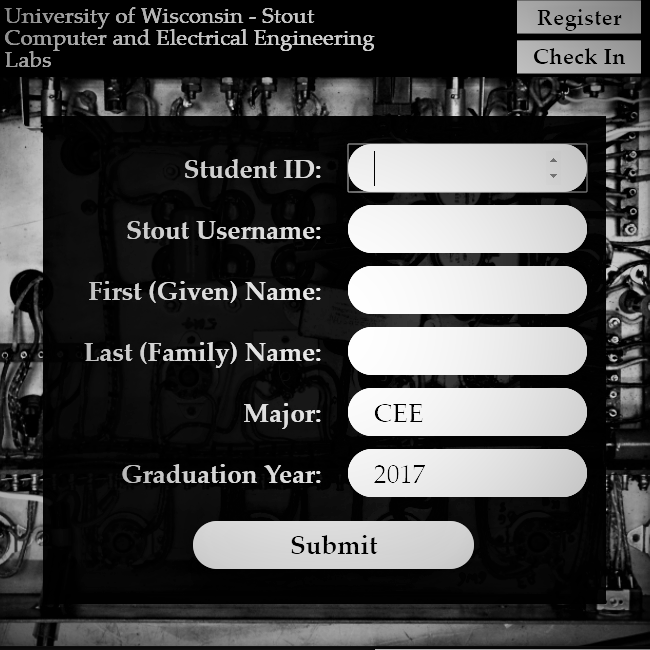 University of Wisconsin - Stout
Computer and Electrical Engineering
Labs
Register
Check In
Student ID:
Stout Username:
First (Given) Name:
Last (Family) Name:
Major: CEE
Graduation Year: 2017
Submit